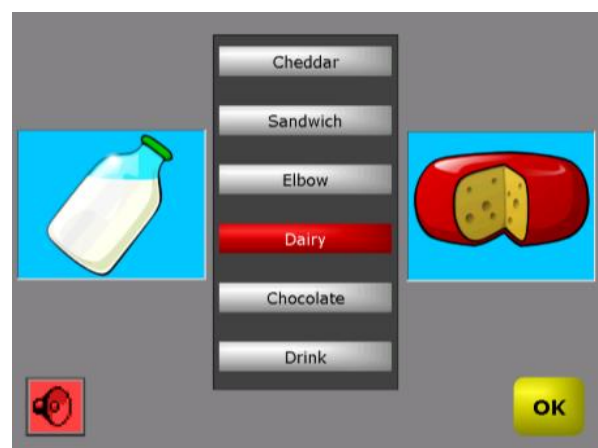 Cheddar
Sandwich
Elbow
Dairy
Chocolate
Drink
OK